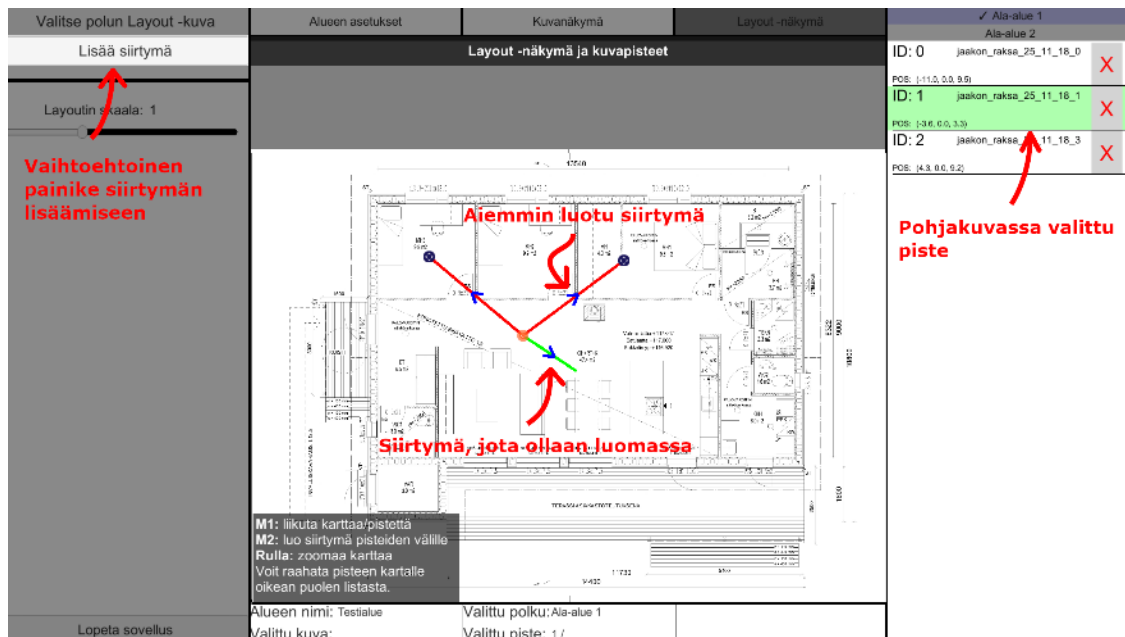 Valitse polun Layout -kuva
Lisää siirtymä
Layoutin skaala: 1
Vaihtoehtoinen
painike siirtymän
lisäämiseen
Lopeta sovellus
Alueen asetukset
Kuvanäkymä
Layout -näkymä
Layout -näkymä ja kuvapisteet
Aiemmin luotu siirtymä
Siirtymä, jota ollaan luomassa
M1: liikuta karttaa/pistettä
M2: luo siirtymä pisteiden välille
Rulla: zoomaa karttaa
Voit raahata pisteen kartalle
oikean puolen listasta.
Alueen nimi: Testialue
Valittu polku: Ala-alue 1
Valittu kuva:
Valittu piste: 1 /
✓ Ala-alue 1
Ala-alue 2
ID: 0 jaakon_raksa_25_11_18_0
X
POS: (-11.0, 0.0, 9.5)
ID: 1 jaakon_raksa_25_11_18_1
X
POS: (-3.6, 0.0, 3.3)
ID: 2
11_18_3
X
POS: (4.3, 0.0, 9.2)
Pohjakuvassa valittu
piste